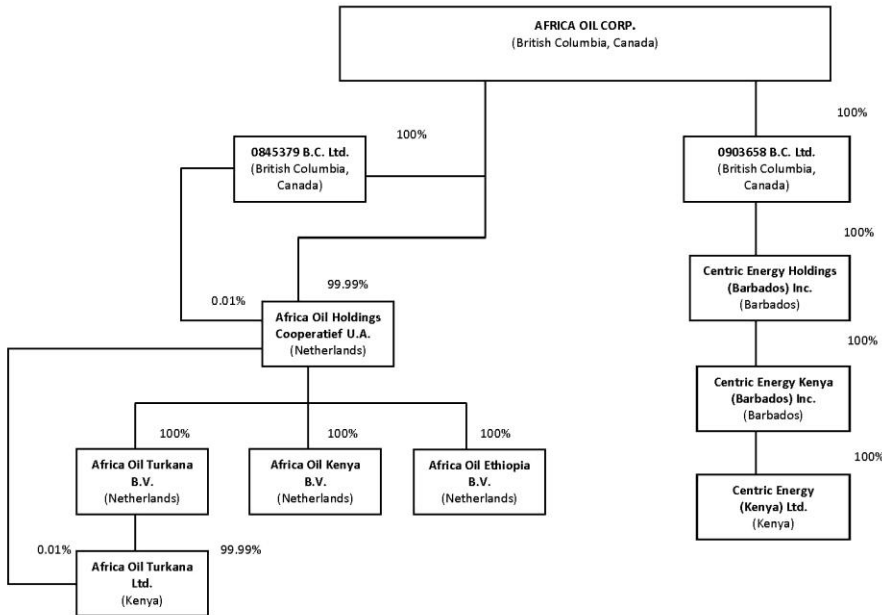 AFRICA OIL CORP.
(British Columbia, Canada)
100%
100%
0845379 B.C. Ltd.
(British Columbia,
Canada)
0903658 B.C. Ltd.
(British Columbia,
Canada)
100%
0.01%
99.99%
Centric Energy Holdings
(Barbados) Inc.
(Barbados)
Africa Oil Holdings
Cooperatief U.A.
(Netherlands)
100%
Centric Energy Kenya
(Barbados) Inc.
(Barbados)
100%
100%
100%
100%
Africa Oil Turkana
B.V.
(Netherlands)
Africa Oil Kenya
B.V.
(Netherlands)
Africa Oil Ethiopia
B.V.
(Netherlands)
Centric Energy
(Kenya) Ltd.
(Kenya)
0.01%
99.99%
Africa Oil Turkana
Ltd.
(Kenya)